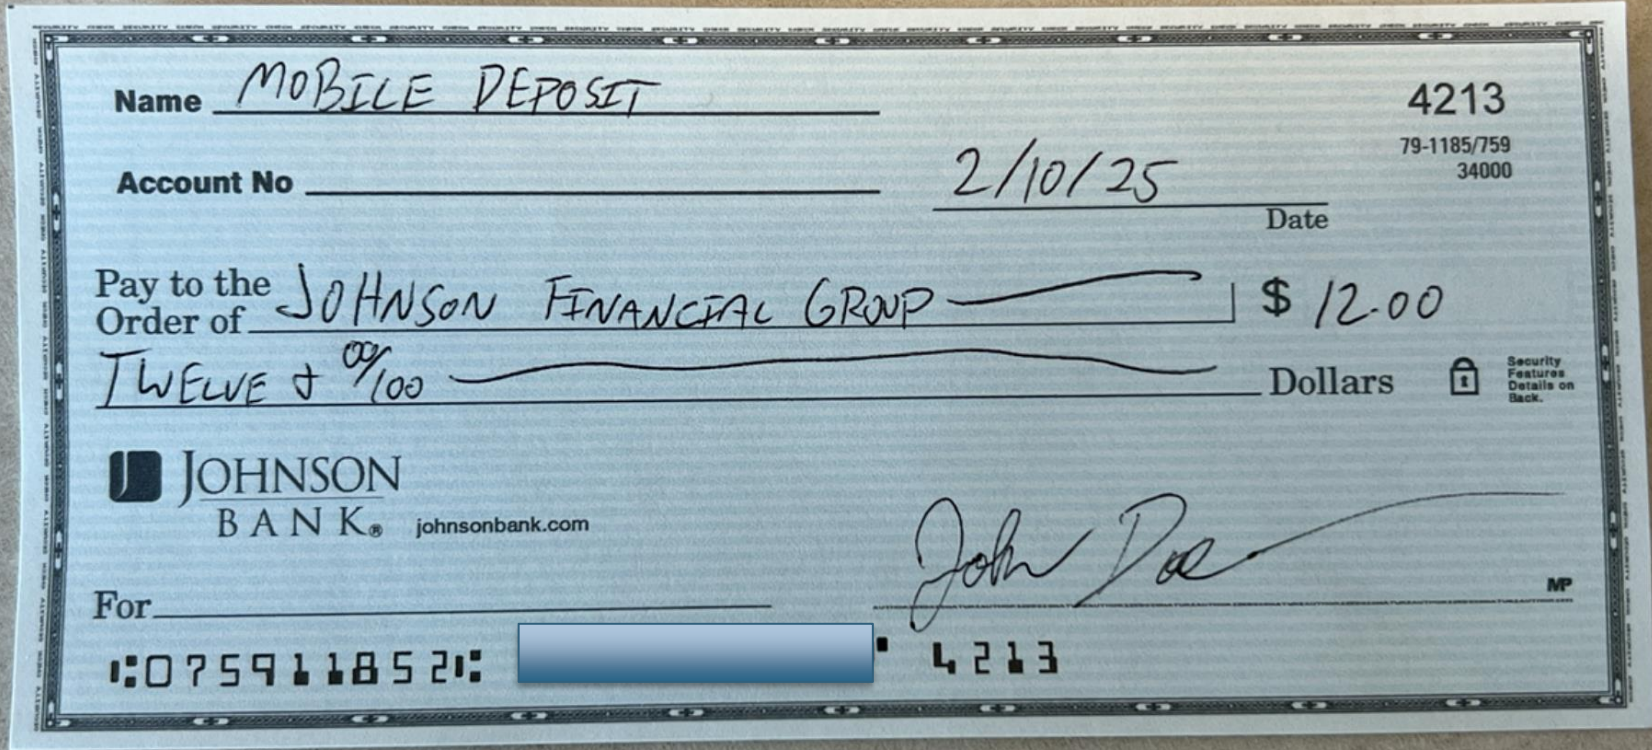 Name MOBILE DEPOSIT
4213
79-1185/759
34000
Account No
2/10/25
Date
Pay to the
Order of JOHNSON FINANCIAL GROUP $ 12.00
TWELVE & 00/100 Dollars
Security
Features
Details on
Back.
JOHNSON
BANK® johnsonbank.com
John Doe
For
MP
⑆075911852⑆ ⑈ 4213